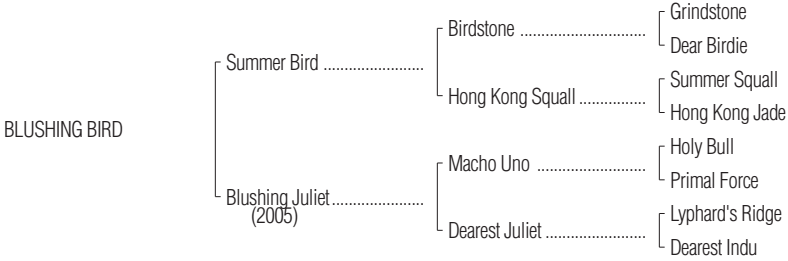 Grindstone
Birdstone ..............................
Dear Birdie
Summer Bird ........................
Summer Squall
Hong Kong Squall ................
Hong Kong Jade
BLUSHING BIRD
Holy Bull
Macho Uno ..........................
Primal Force
Blushing Juliet......................
(2005)
Lyphard's Ridge
Dearest Juliet ........................
Dearest Indu